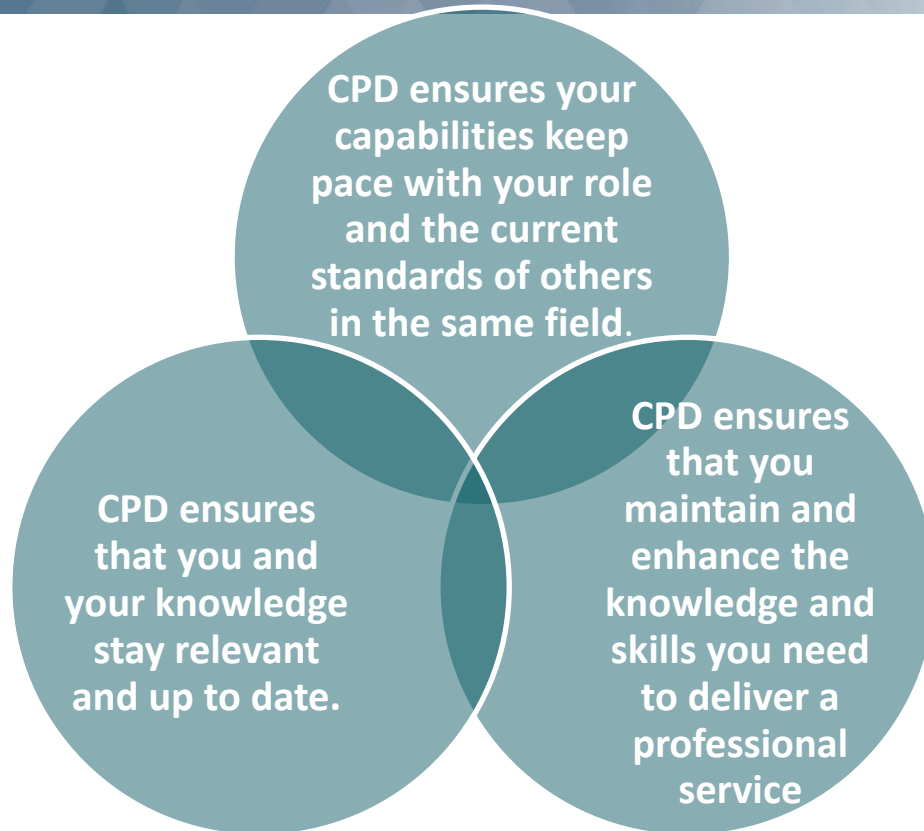 CPD ensures your
capabilities keep
pace with your role
and the current
standards of others
in the same field.
CPD ensures
that you and
your knowledge
stay relevant
and up to date.
CPD ensures
that you
maintain and
enhance the
knowledge and
skills you need
to deliver a
professional
service